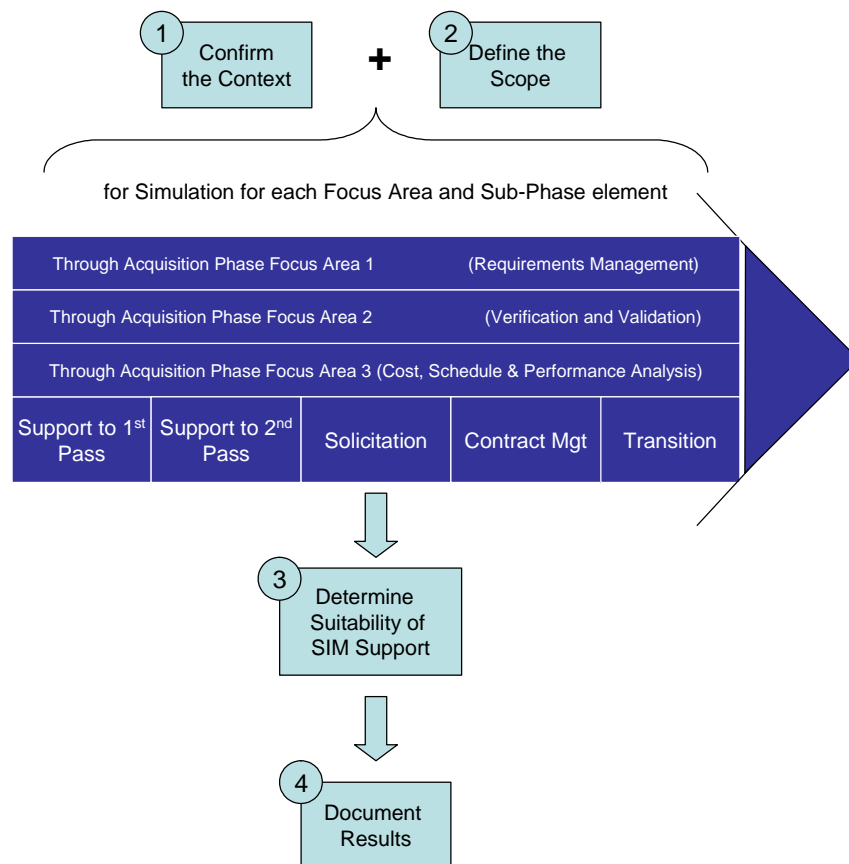 1
Confirm
the Context
+
2
Define the
Scope
for Simulation for each Focus Area and Sub-Phase element
Through Acquisition Phase Focus Area 1 (Requirements Management)
Through Acquisition Phase Focus Area 2 (Verification and Validation)
Through Acquisition Phase Focus Area 3 (Cost, Schedule & Performance Analysis)
Support to 1st
Pass
Support to 2nd
Pass
Solicitation
Contract Mgt
Transition
3
Determine
Suitability of
SIM Support
4
Document
Results